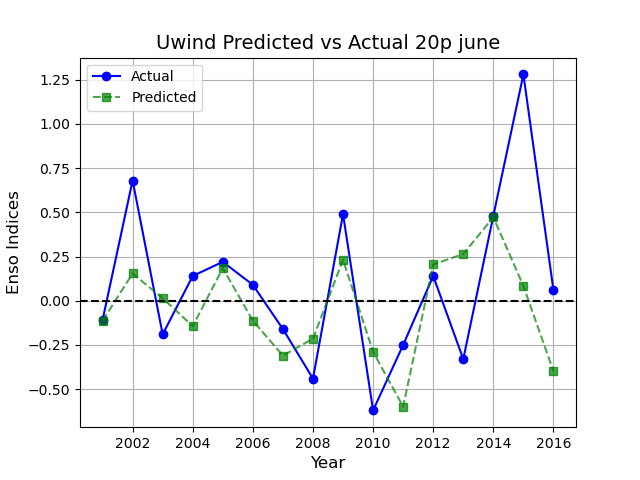 Uwind Predicted vs Actual 20p june
Actual
Predicted
1.25
1.00
0.75
0.50
0.25
0.00
−0.25
−0.50
Enso Indices
2002 2004 2006 2008 2010 2012 2014 2016
Year